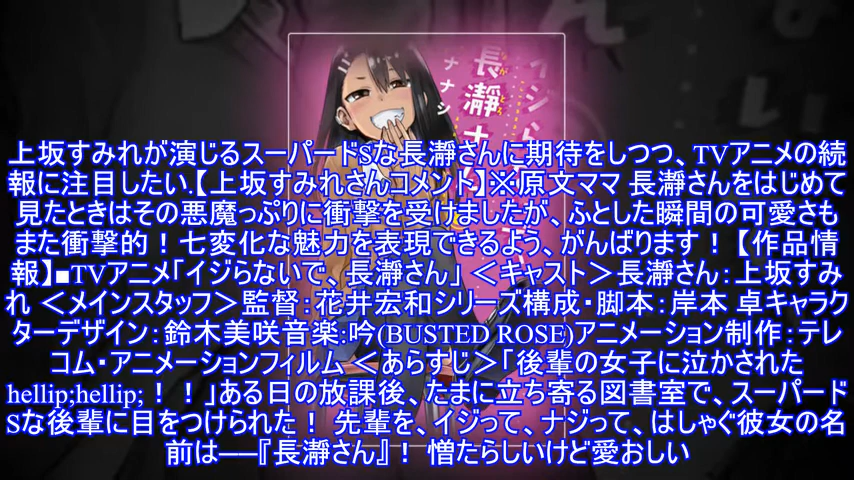 イジら
長瀞さ
ナナシ
上坂すみれが演じるスーパードSな長瀞さんに期待をしつつ、TVアニメの続
報に注目したい.【上坂すみれさんコメント】※原文ママ 長瀞さんをはじめて
見たときはその悪魔っぷりに衝撃を受けましたが、ふとした瞬間の可愛さも
また衝撃的！七変化な魅力を表現できるよう、がんばります！【作品情
報】■TVアニメ「イジらないで、長瀞さん」＜キャスト＞長瀞さん：上坂すみ
れ ＜メインスタッフ＞監督：花井宏和シリーズ構成・脚本：岸本 卓キャラク
ターデザイン：鈴木美咲音楽:吟(BUSTED ROSE)アニメーション制作：テレ
コム・アニメーションフィルム ＜あらすじ＞「後輩の女子に泣かされた
hellip;hellip;！！」ある日の放課後、たまに立ち寄る図書室で、スーパード
Sな後輩に目をつけられた！ 先輩を、イジって、ナジって、はしゃぐ彼女の名
前は──『長瀞さん』！ 憎たらしいけど愛おしい